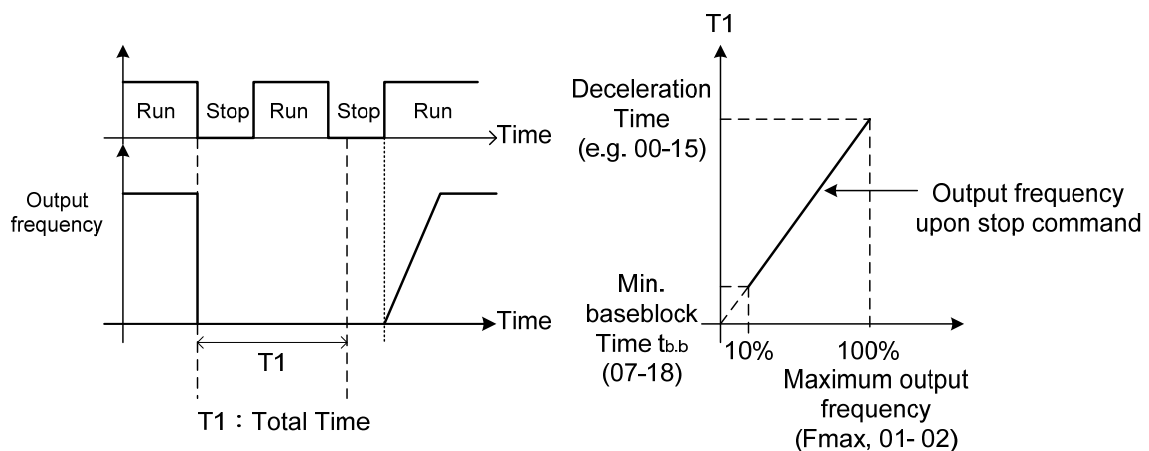 Run
Stop
Run
Stop
Run
Time
Output
frequency
Time
T1
T1：Total Time
T1
Deceleration
Time
(e.g. 00-15)
Output frequency
upon stop command
Min.
baseblock
Time tb.b
(07-18)
10%
100%
Maximum output
frequency
(Fmax, 01- 02)